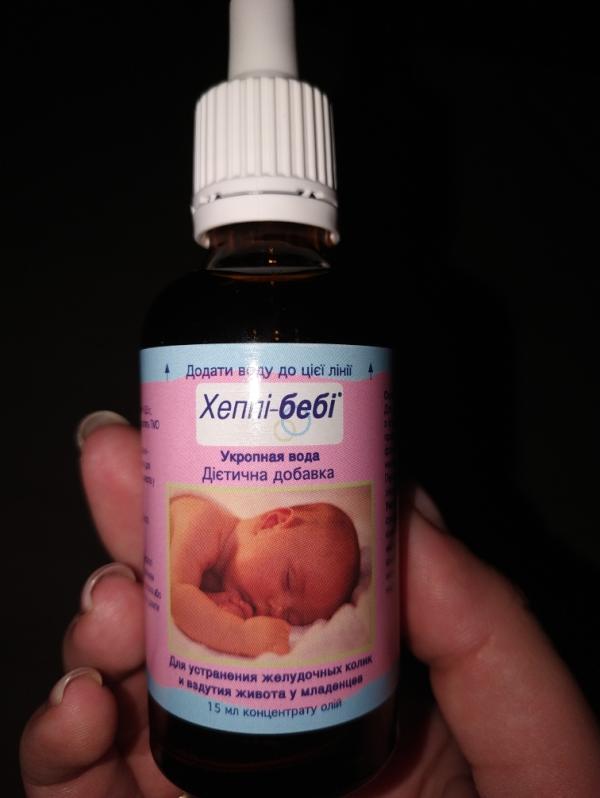 Додати воду до цієї лінії
Хеппі-бебі
Укропная вода
Дієтична добавка
Для устранения желудочных колик
и вздутия живота у младенцев
15 мл концентрату олій